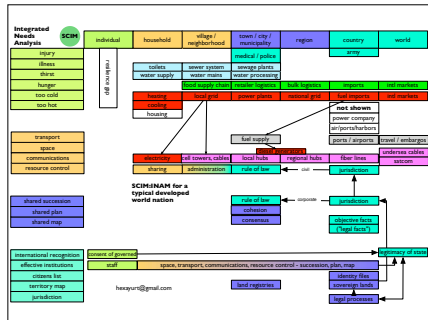 Integrated Needs Analysis SCIM individual household village / neighborhood town / city / municipality region country world
injury army
illness medical / police
thirst toilets sewer system sewage plants
water supply water mains water processing
hunger food supply chain retailer logistics bulk logistics imports intl markets
too cold heating local grid power plants national grid fuel imports intl markets
too hot cooling
housing
resilience gap
not shown
power company
air/ports/harbors
transport fuel supply ports / airports travel / embargos
space undersea cables
communications electricity cell towers, cables local hubs regional hubs fiber lines satcom
resource control sharing administration rule of law civil jurisdiction
SCIM:INAM for a typical developed world nation
shared succession rule of law corporate jurisdiction
shared plan cohesion
shared map consensus objective facts ("legal facts")
international recognition consent of governed legitimacy of state
effective institutions staff space, transport, communications, resource control - succession, plan, map
citizens list identity files
territory map hexayurt@gmail.com land registries sovereign lands
jurisdiction legal processes